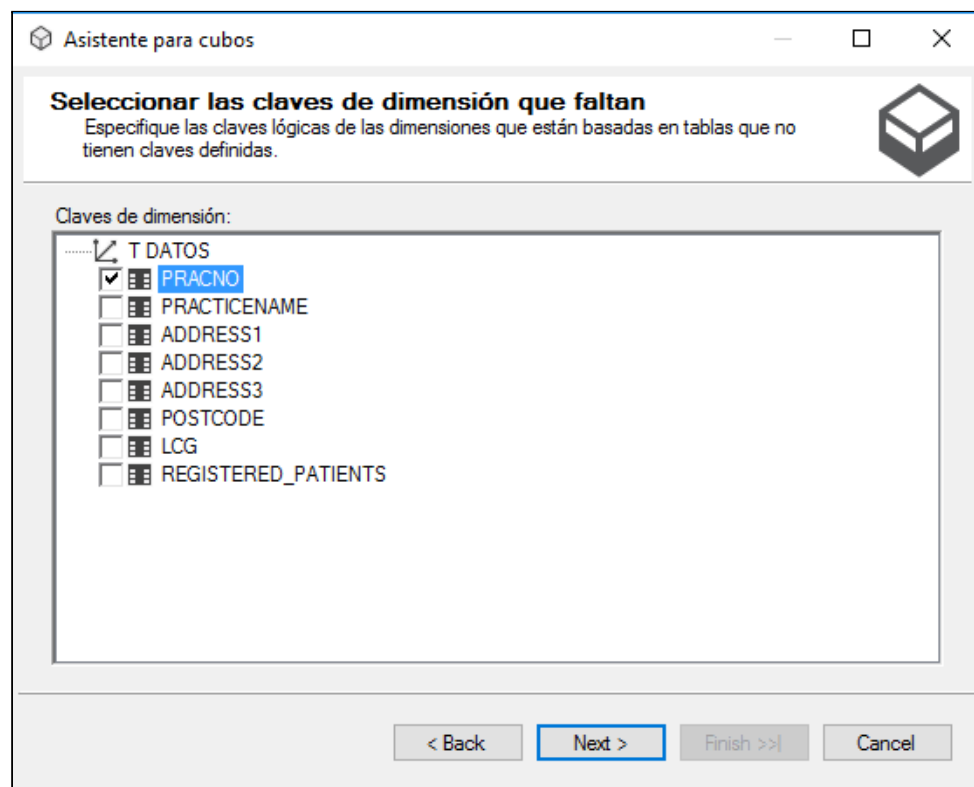 Asistente para cubos
Seleccionar las claves de dimensión que faltan
Especifique las claves lógicas de las dimensiones que están basadas en tablas que no
tienen claves definidas.
Claves de dimensión:
T DATOS
PRACNO
PRACTICENAME
ADDRESS1
ADDRESS2
ADDRESS3
POSTCODE
LCG
REGISTERED_PATIENTS
< Back Next > Finish >>| Cancel